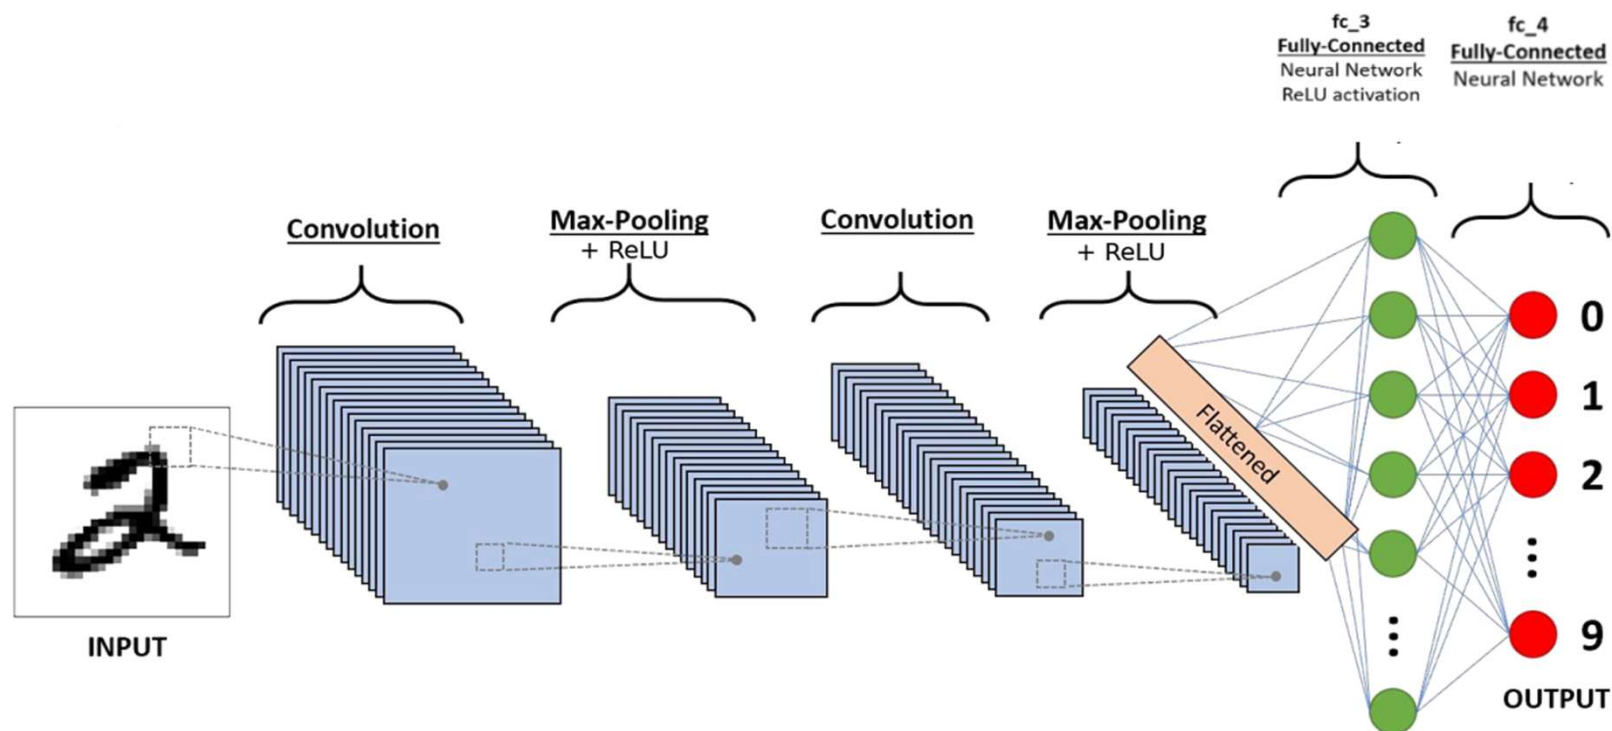 fc_3
Fully-Connected
Neural Network
ReLU activation
fc_4
Fully-Connected
Neural Network
Convolution
Max-Pooling
+ ReLU
Convolution
Max-Pooling
+ ReLU
Flattened
0
1
2
9
INPUT
OUTPUT